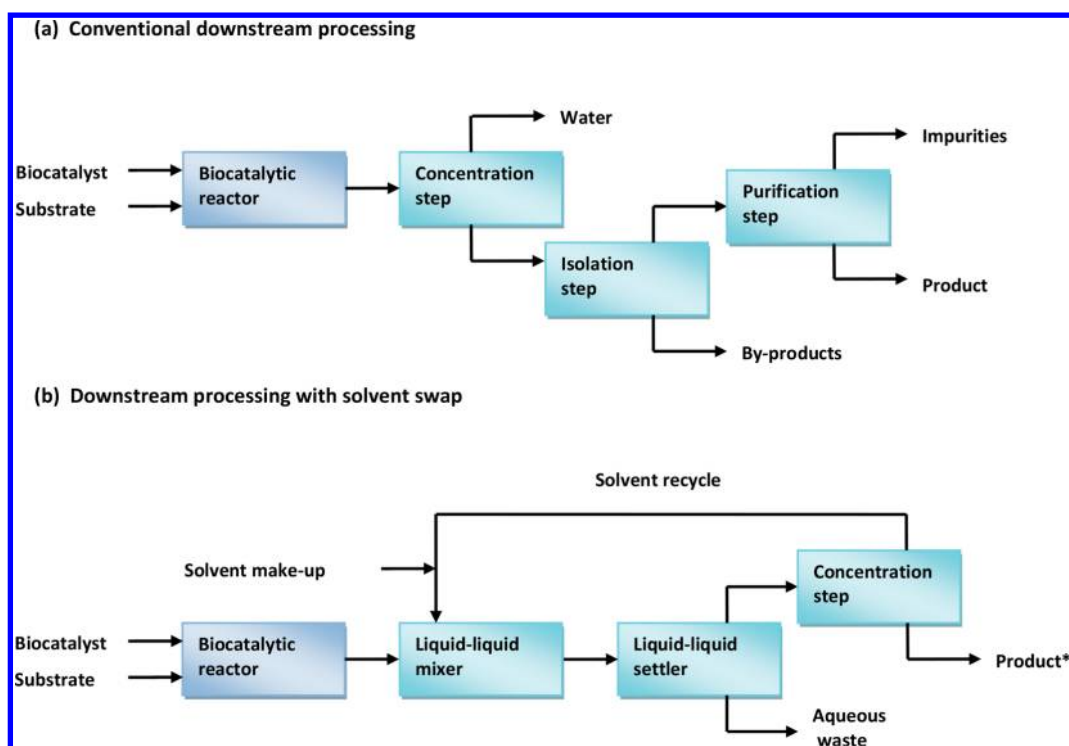 (a) Conventional downstream processing
Water
Impurities
Biocatalyst
Substrate
Biocatalytic
reactor
Concentration
step
Purification
step
Isolation
step
Product
By-products
(b) Downstream processing with solvent swap
Solvent recycle
Solvent make-up
Concentration
step
Biocatalyst
Substrate
Biocatalytic
reactor
Liquid-liquid
mixer
Liquid-liquid
settler
Product*
Aqueous
waste